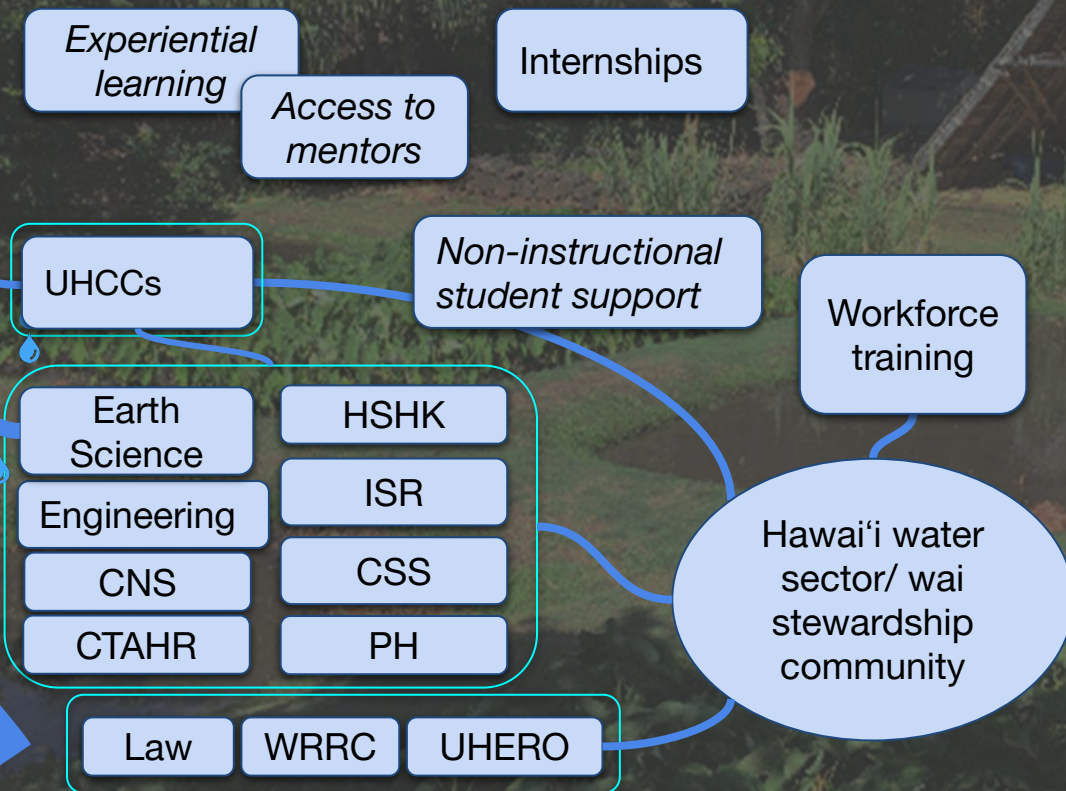 Experiential
learning
Access to
mentors
Internships
UHCCs
Non-instructional
student support
Workforce
training
Earth
Science
Engineering
CNS
CTAHR
HSHK
ISR
CSS
PH
Hawaiʻi water
sector/ wai
stewardship
community
Law
WRRC
UHERO